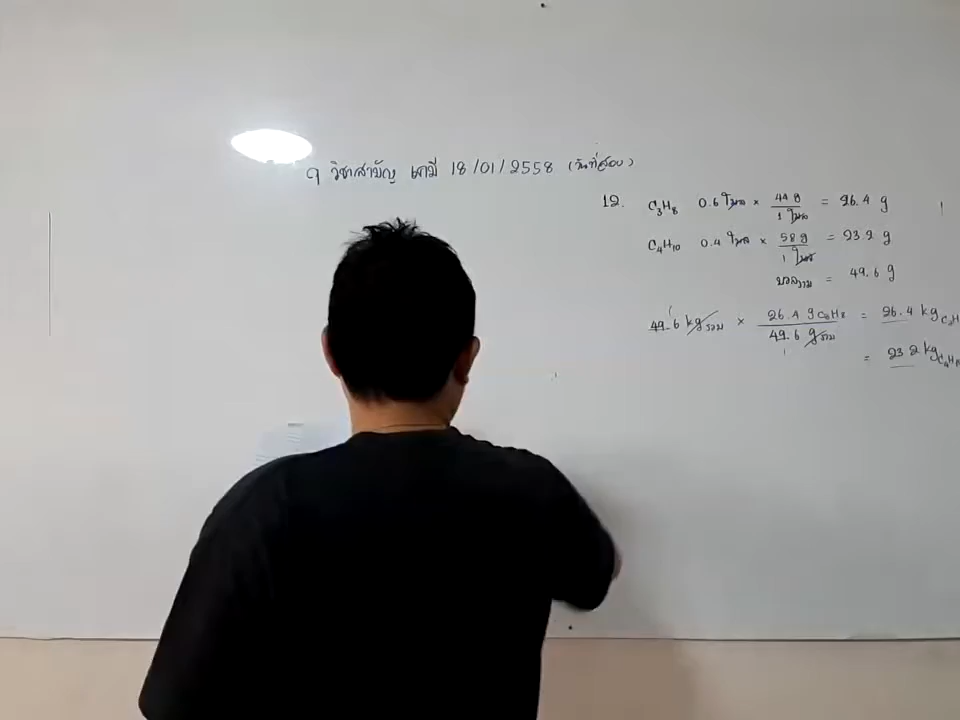 ๑ วิชาสามัญ เคมี 18/01/2558 (วันที่สอบ)
12. C₃H₈ 0.6 โมล × 44 g / 1 โมล = 26.4 g
C₄H₁₀ 0.4 โมล × 58 g / 1 โมล = 23.2 g
มวลรวม = 49.6 g
49.6 kg รวม × 26.4 g C₃H₈ / 49.6 g รวม = 26.4 kg C₃H
= 23.2 kg C₄H₁₀